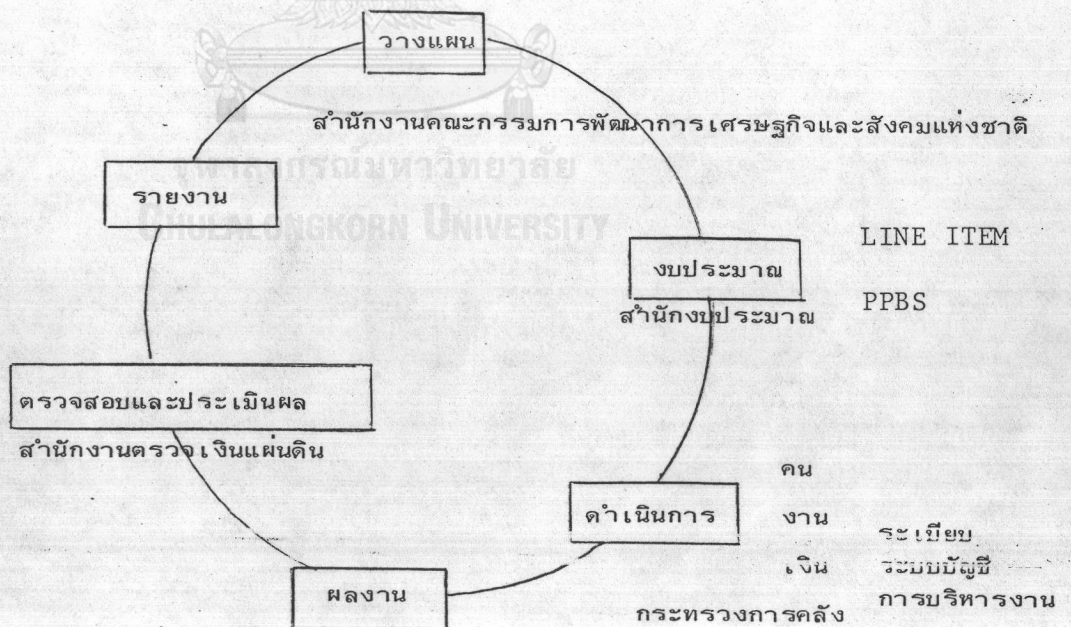 วางแผน
สำนักงานคณะกรรมการพัฒนาการเศรษฐกิจและสังคมแห่งชาติ
จุฬาลงกรณ์มหาวิทยาลัย
CHULALONGKORN UNIVERSITY
รายงาน
LINE ITEM
งบประมาณ
สำนักงบประมาณ
PPBS
ตรวจสอบและประเมินผล
สำนักงานตรวจเงินแผ่นดิน
คน
ดำเนินการ
งาน
ระเบียบ
เงิน
ระบบบัญชี
ผลงาน
การบริหารงาน
กระทรวงการคลัง